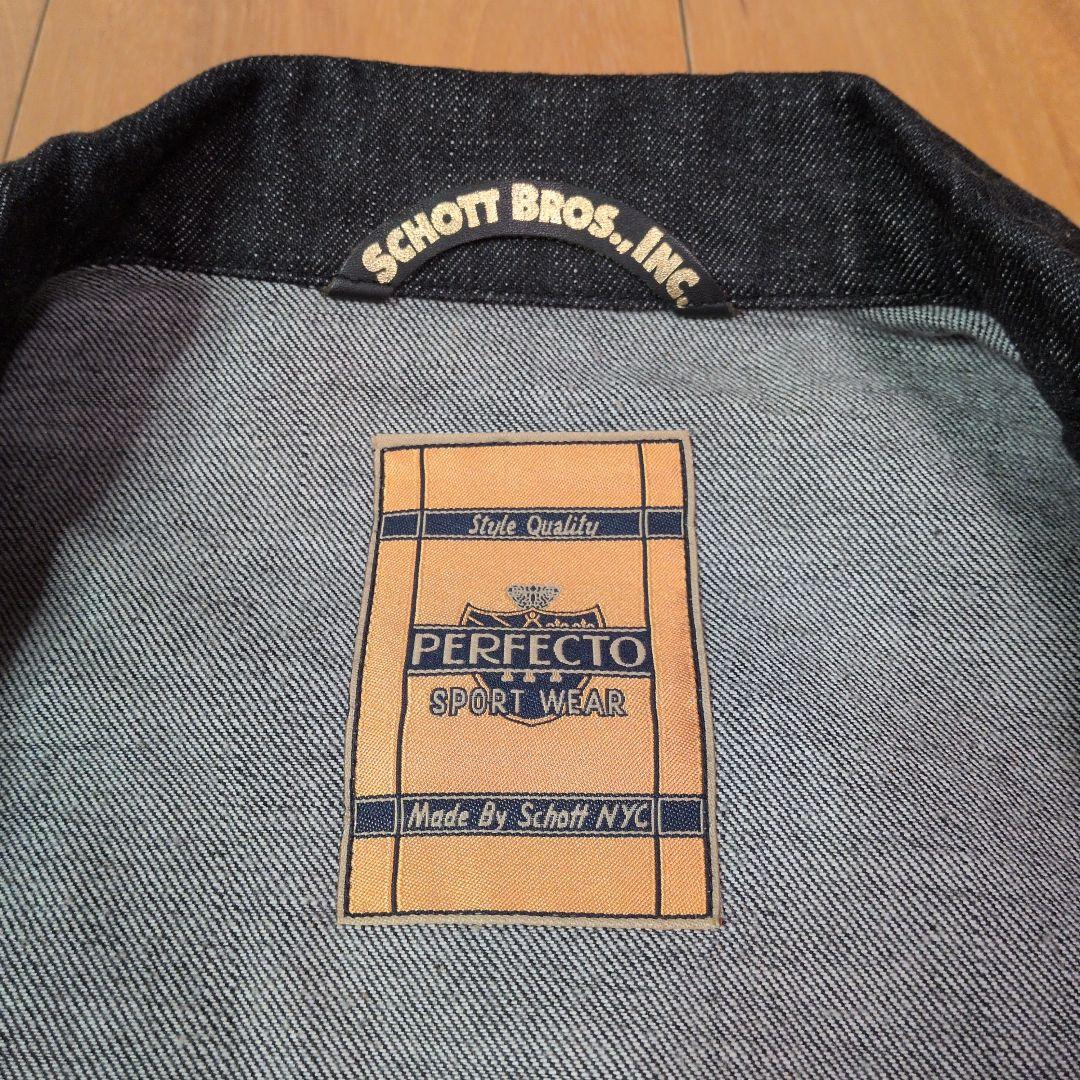 SCHOTT BROS., INC.
Style Quality
PERFECTO
SPORT WEAR
Made By Schott NYC